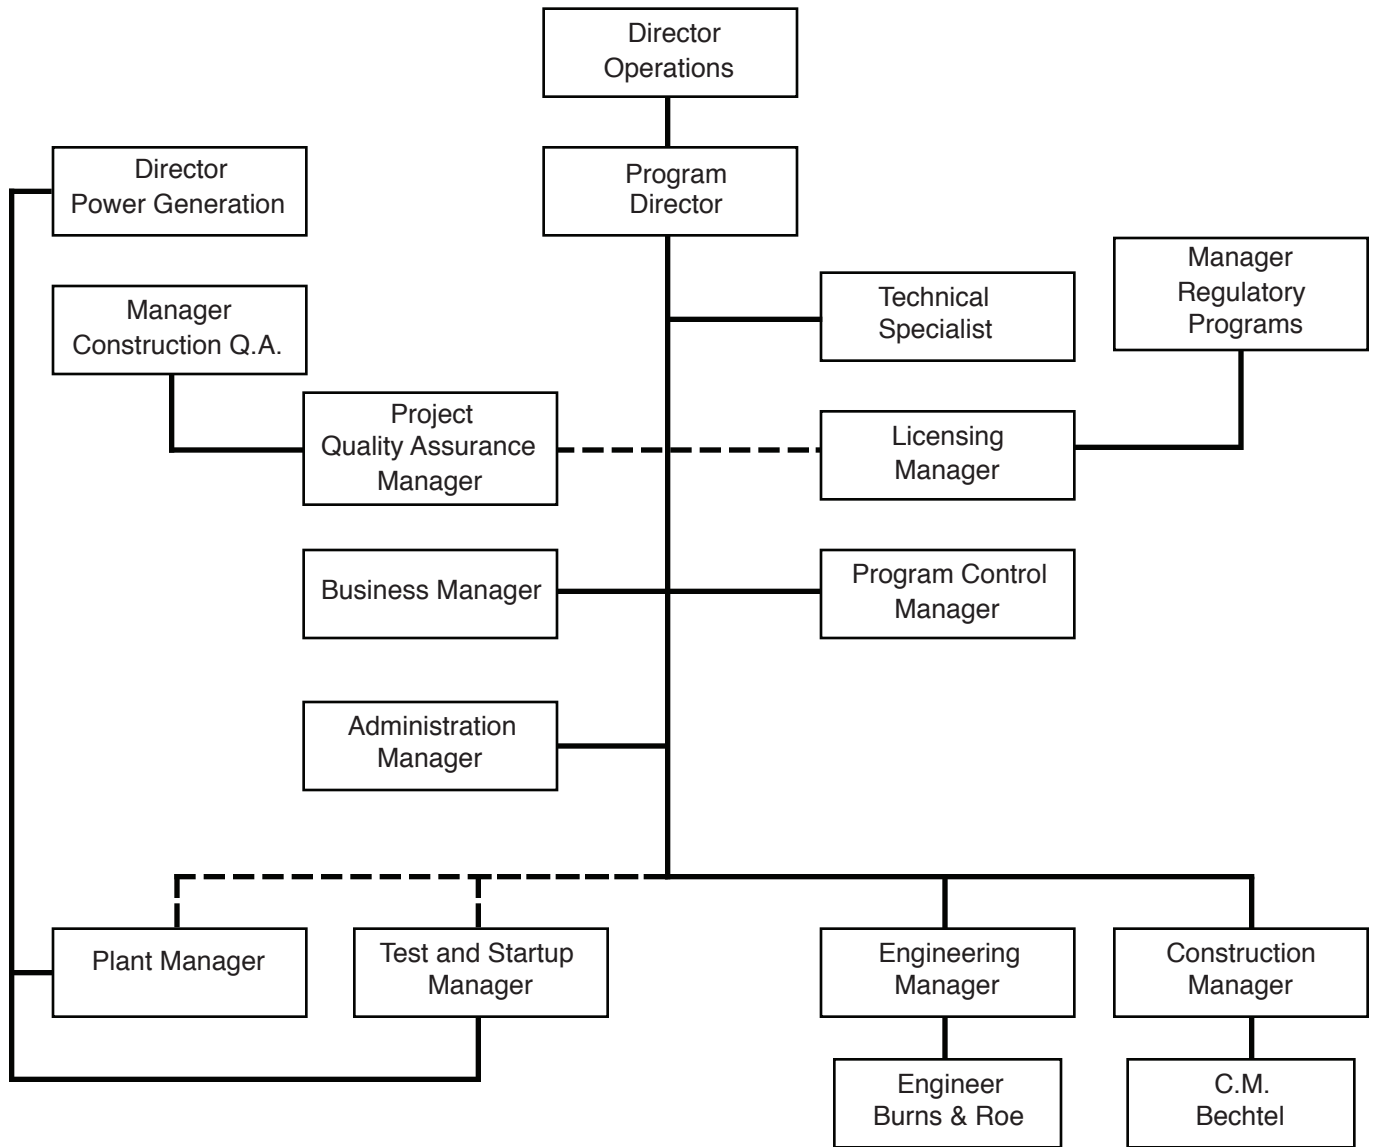 Director
Operations
Director
Power Generation
Program
Director
Manager
Regulatory
Programs
Manager
Construction Q.A.
Technical
Specialist
Project
Quality Assurance
Manager
Licensing
Manager
Business Manager
Program Control
Manager
Administration
Manager
Plant Manager
Test and Startup
Manager
Engineering
Manager
Construction
Manager
Engineer
Burns & Roe
C.M.
Bechtel